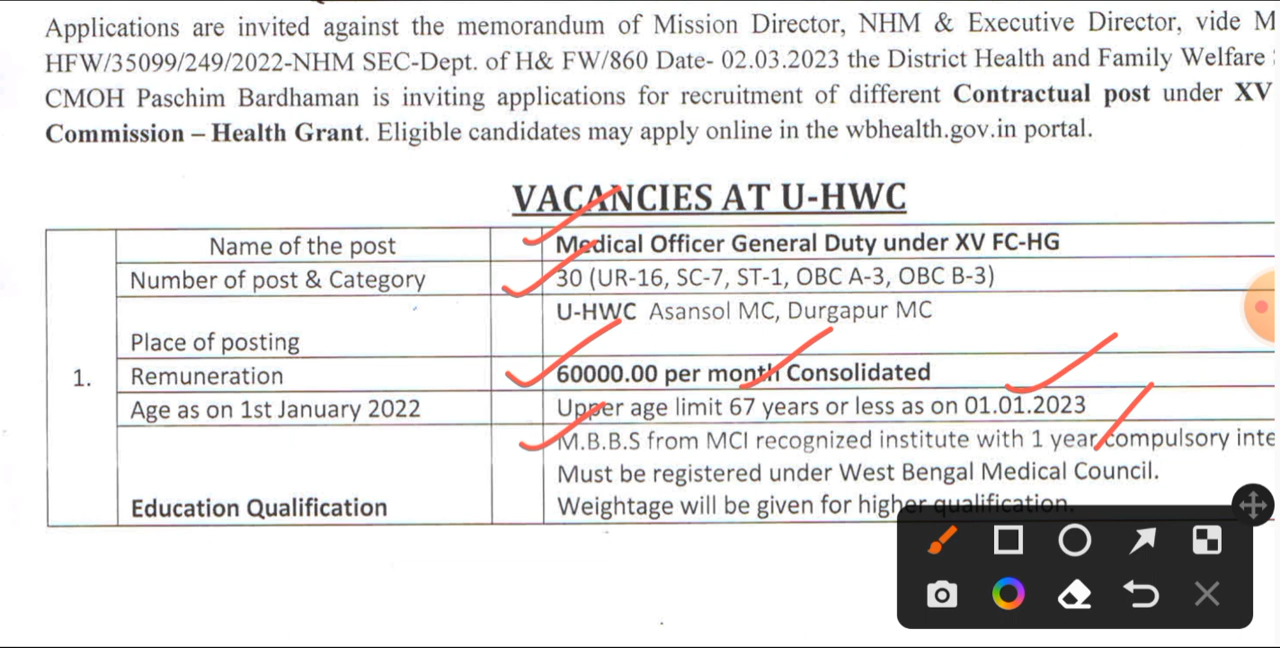 Applications are invited against the memorandum of Mission Director, NHM & Executive Director, vide M
HFW/35099/249/2022-NHM SEC-Dept. of H& FW/860 Date- 02.03.2023 the District Health and Family Welfare
CMOH Paschim Bardhaman is inviting applications for recruitment of different Contractual post under XV
Commission – Health Grant. Eligible candidates may apply online in the wbhealth.gov.in portal.
VACANCIES AT U-HWC
1.
Name of the post Medical Officer General Duty under XV FC-HG
Number of post & Category 30 (UR-16, SC-7, ST-1, OBC A-3, OBC B-3)
Place of posting U-HWC Asansol MC, Durgapur MC
Remuneration 60000.00 per month Consolidated
Age as on 1st January 2022 Upper age limit 67 years or less as on 01.01.2023
Education Qualification M.B.B.S from MCI recognized institute with 1 year compulsory inte
Must be registered under West Bengal Medical Council.
Weightage will be given for higher qualification.